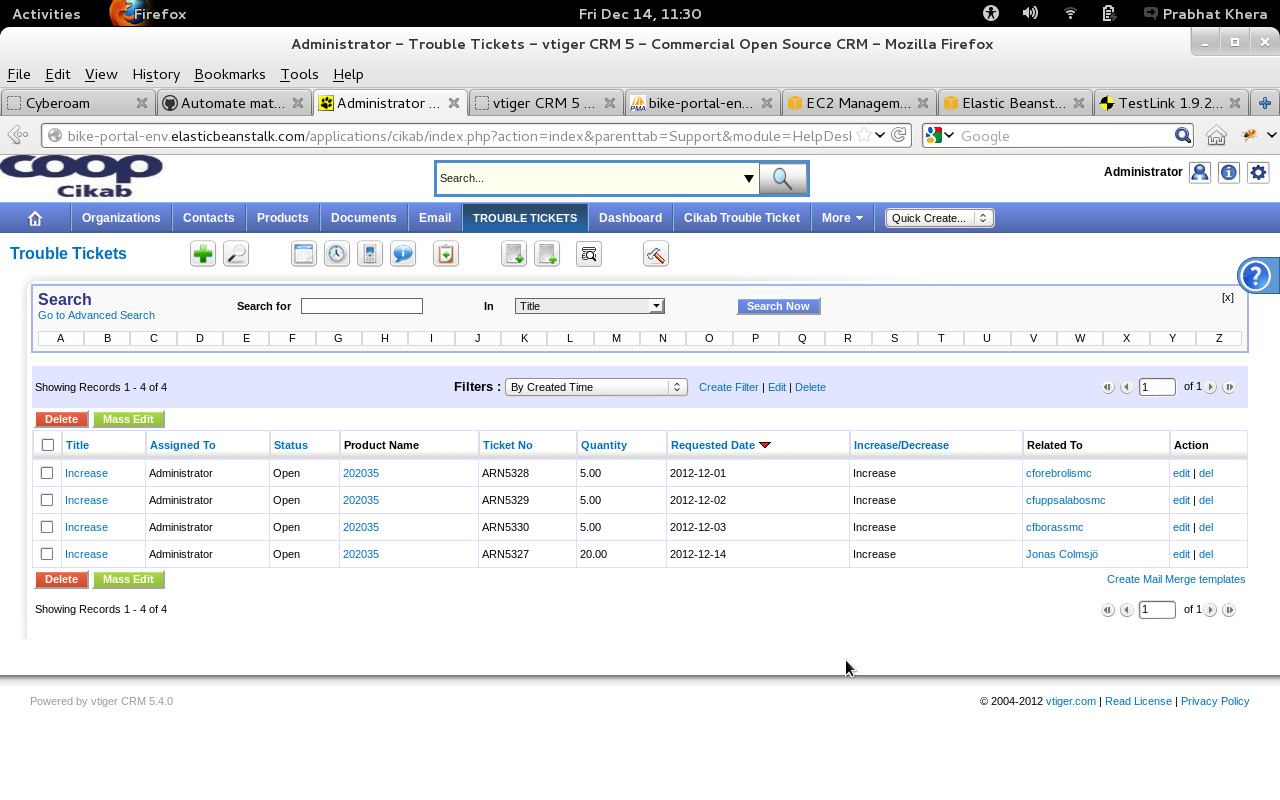 Activities Firefox Fri Dec 14, 11:30 Prabhat Khera
Administrator – Trouble Tickets – vtiger CRM 5 – Commercial Open Source CRM – Mozilla Firefox
File Edit View History Bookmarks Tools Help
Cyberoam Automate mat... Administrator ... vtiger CRM 5 ... bike-portal-en... EC2 Managem... Elastic Beanst... TestLink 1.9.2...
bike-portal-env.elasticbeanstalk.com/applications/cikab/index.php?action=index&parenttab=Support&module=HelpDesk Google
coop
Cikab
Search...
Administrator
Organizations Contacts Products Documents Email TROUBLE TICKETS Dashboard Cikab Trouble Ticket More Quick Create...
Trouble Tickets
Search
Go to Advanced Search
Search for In Title Search Now [x]
A B C D E F G H I J K L M N O P Q R S T U V W X Y Z
Showing Records 1 - 4 of 4 Filters : By Created Time Create Filter | Edit | Delete 1 of 1
Delete Mass Edit
Title Assigned To Status Product Name Ticket No Quantity Requested Date Increase/Decrease Related To Action
Increase Administrator Open 202035 ARN5328 5.00 2012-12-01 Increase cforebrolismc edit | del
Increase Administrator Open 202035 ARN5329 5.00 2012-12-02 Increase cfuppsalabosmc edit | del
Increase Administrator Open 202035 ARN5330 5.00 2012-12-03 Increase cfborassmc edit | del
Increase Administrator Open 202035 ARN5327 20.00 2012-12-14 Increase Jonas Colmsjö edit | del
Delete Mass Edit Create Mail Merge templates
Showing Records 1 - 4 of 4 1 of 1
Powered by vtiger CRM 5.4.0 © 2004-2012 vtiger.com | Read License | Privacy Policy